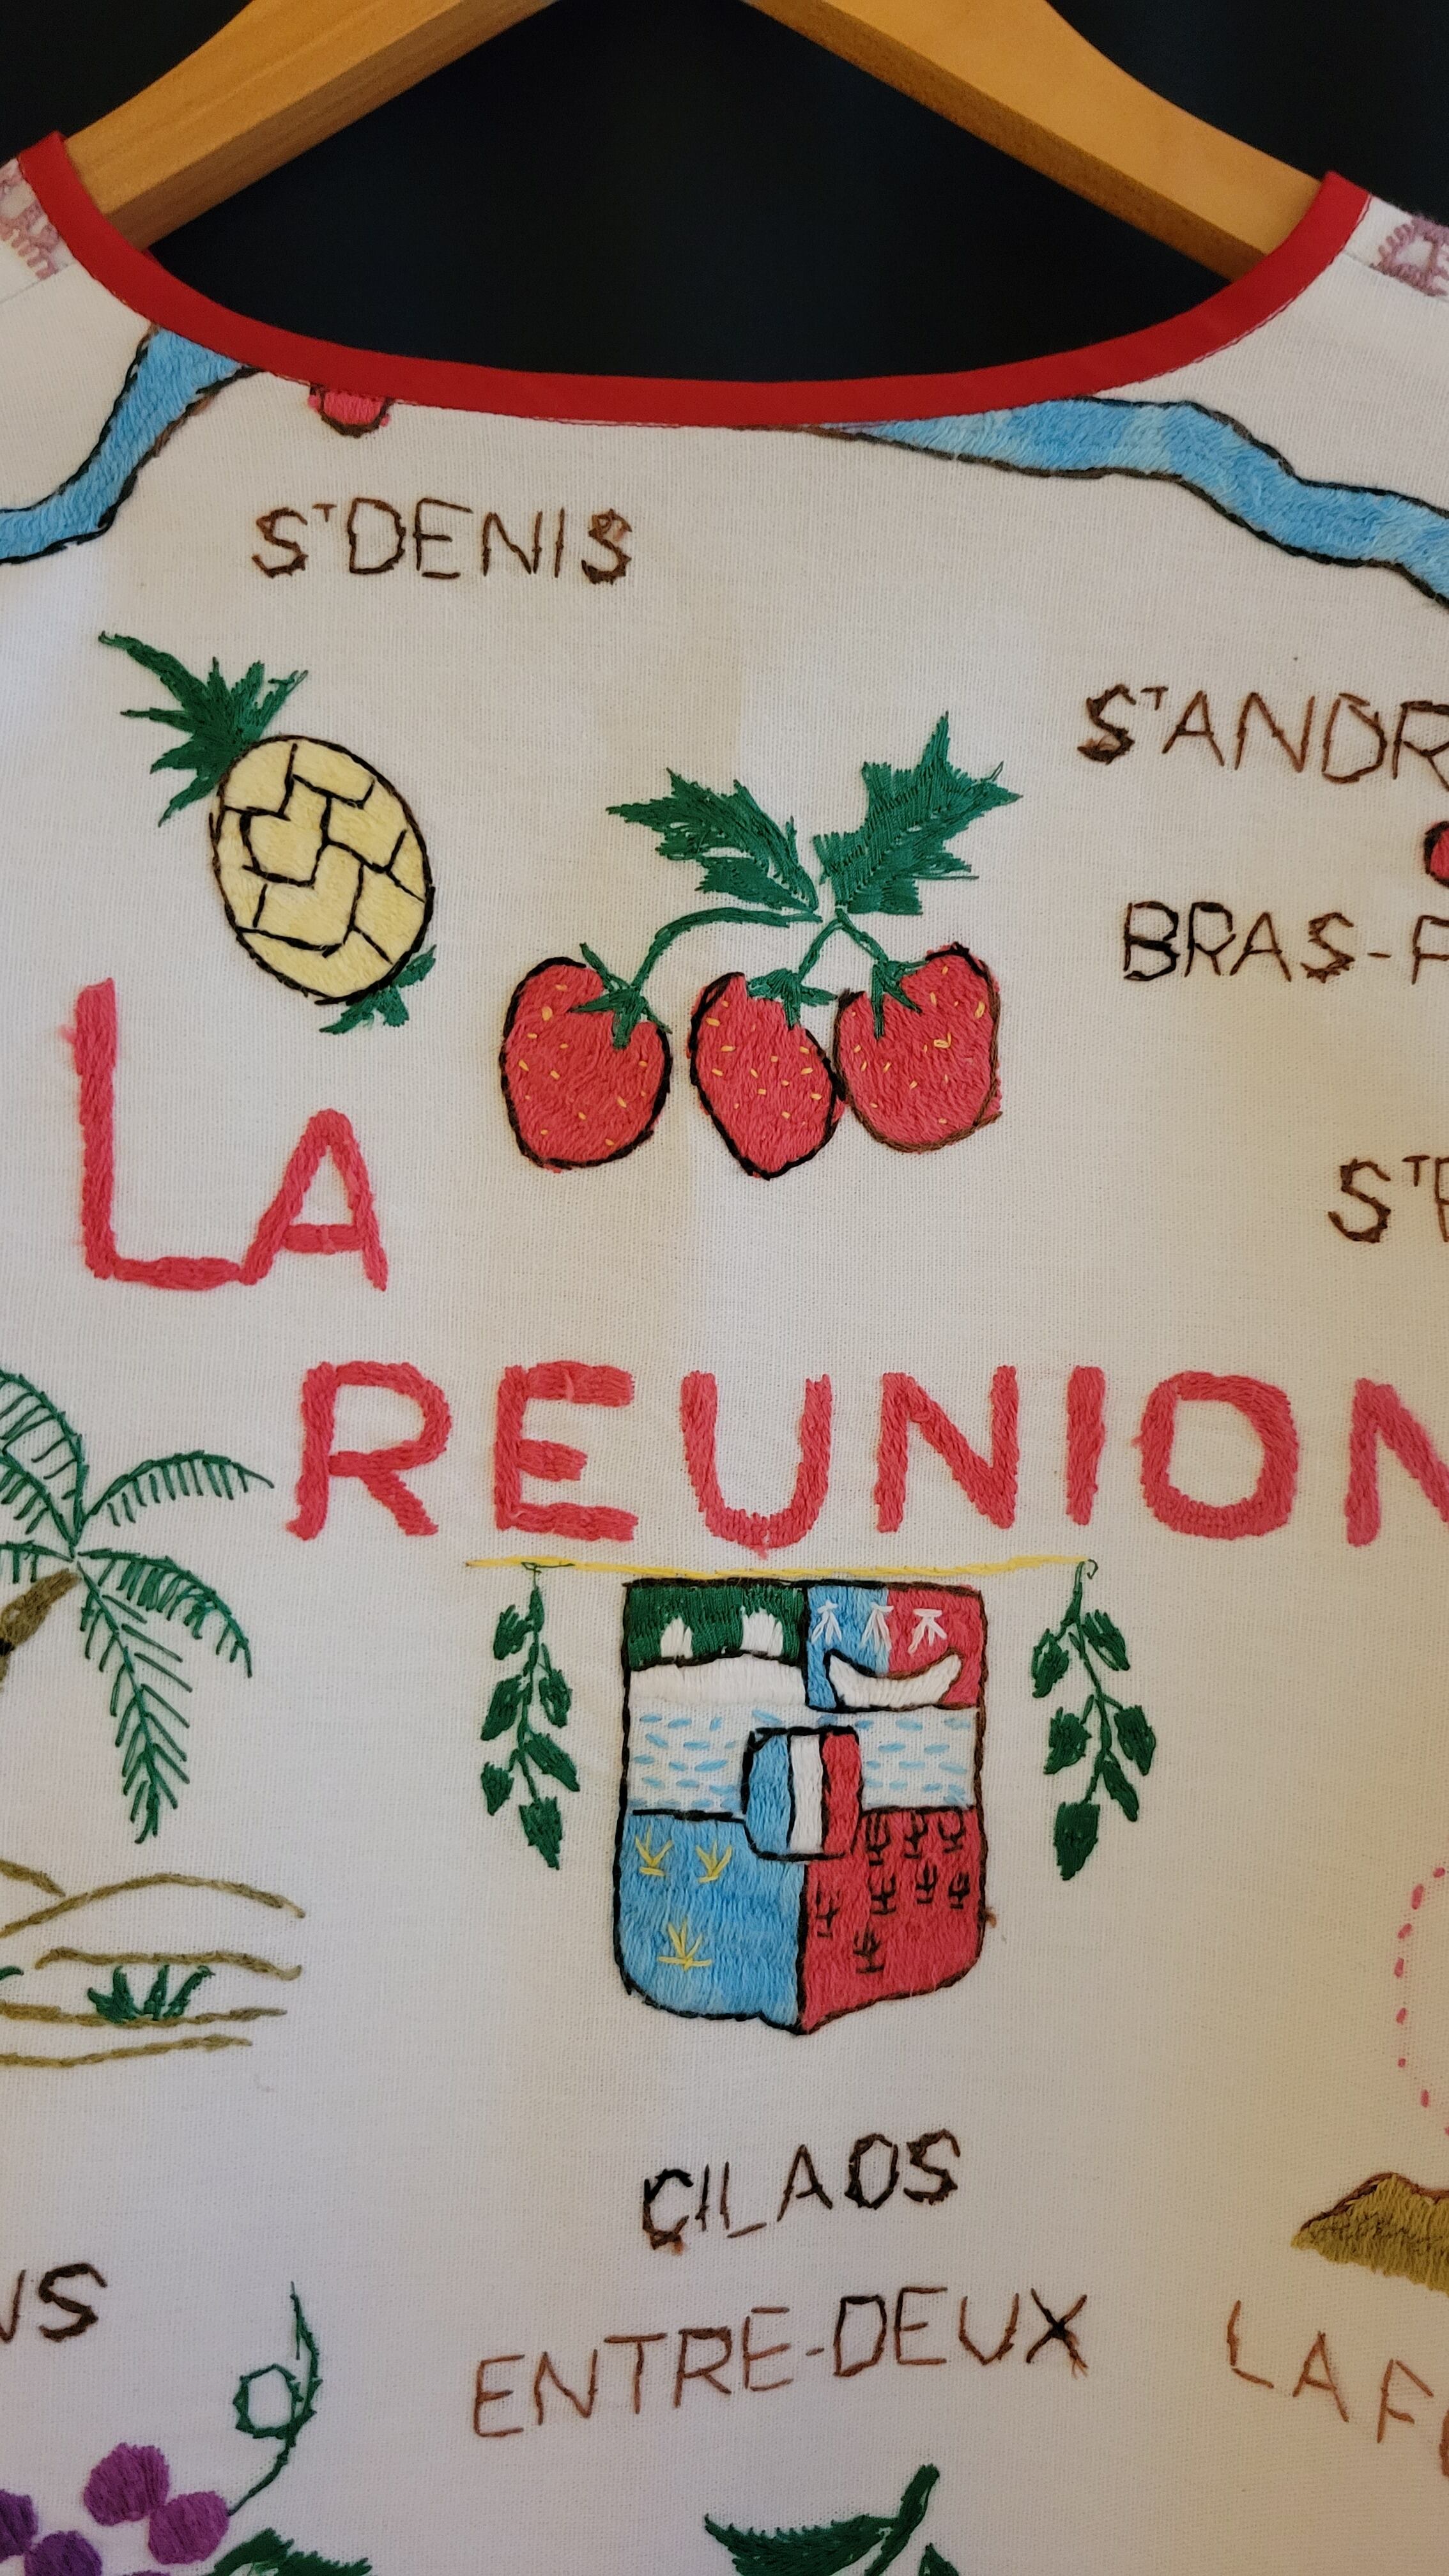 Sᵀ DENIS
Sᵀ ANDR
BRAS-P
LA
Sᵀ
REUNION
CILAOS
NS
ENTRE-DEUX
LA